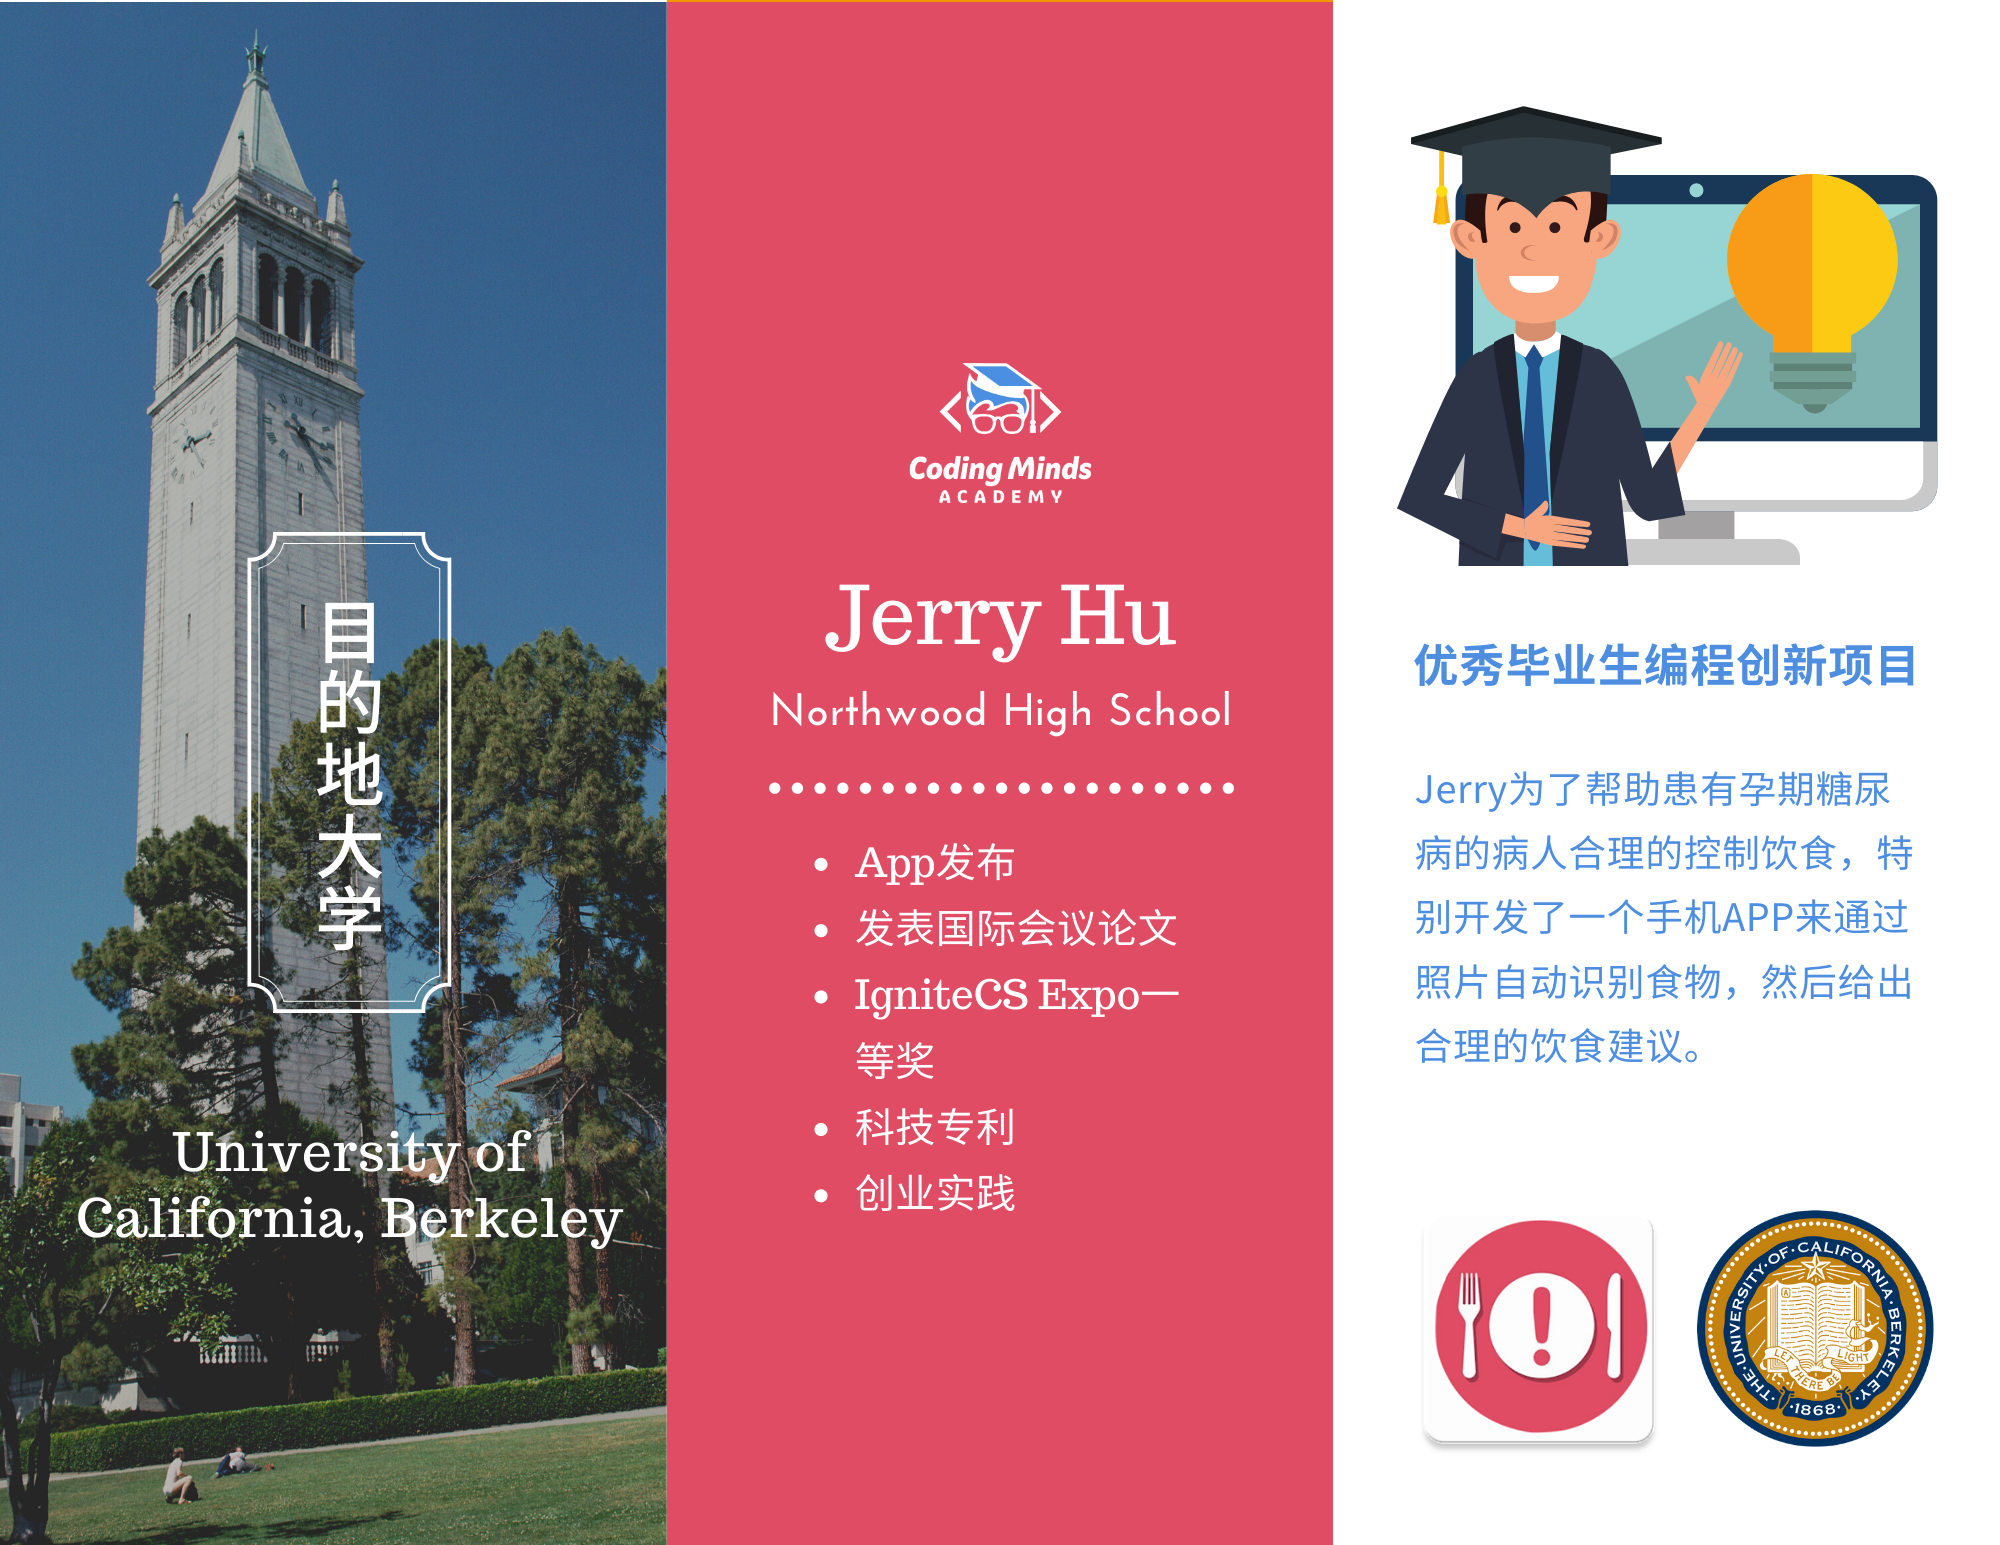 目的地大学
University of
California, Berkeley
Coding Minds
ACADEMY
Jerry Hu
Northwood High School
App发布
发表国际会议论文
IgniteCS Expo一
等奖
科技专利
创业实践
优秀毕业生编程创新项目
Jerry为了帮助患有孕期糖尿
病的病人合理的控制饮食，特
别开发了一个手机APP来通过
照片自动识别食物，然后给出
合理的饮食建议。
THE·UNIVERSITY·OF·CALIFORNIA·BERKELEY
·1868·
A
LET THERE BE LIGHT